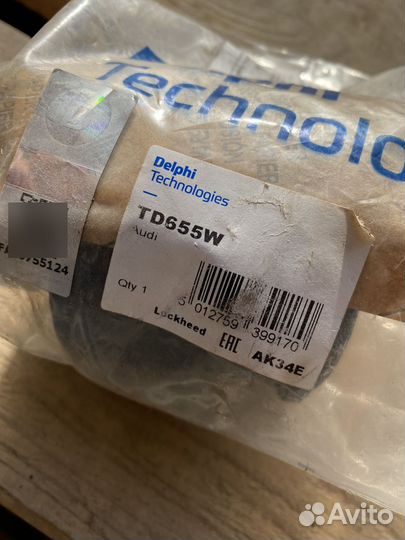 Technolo
Delphi
Technologies
TD655W
Audi
Qty 1
5 012759 399170
Lockheed
EAC
AK34E
755124
Avito